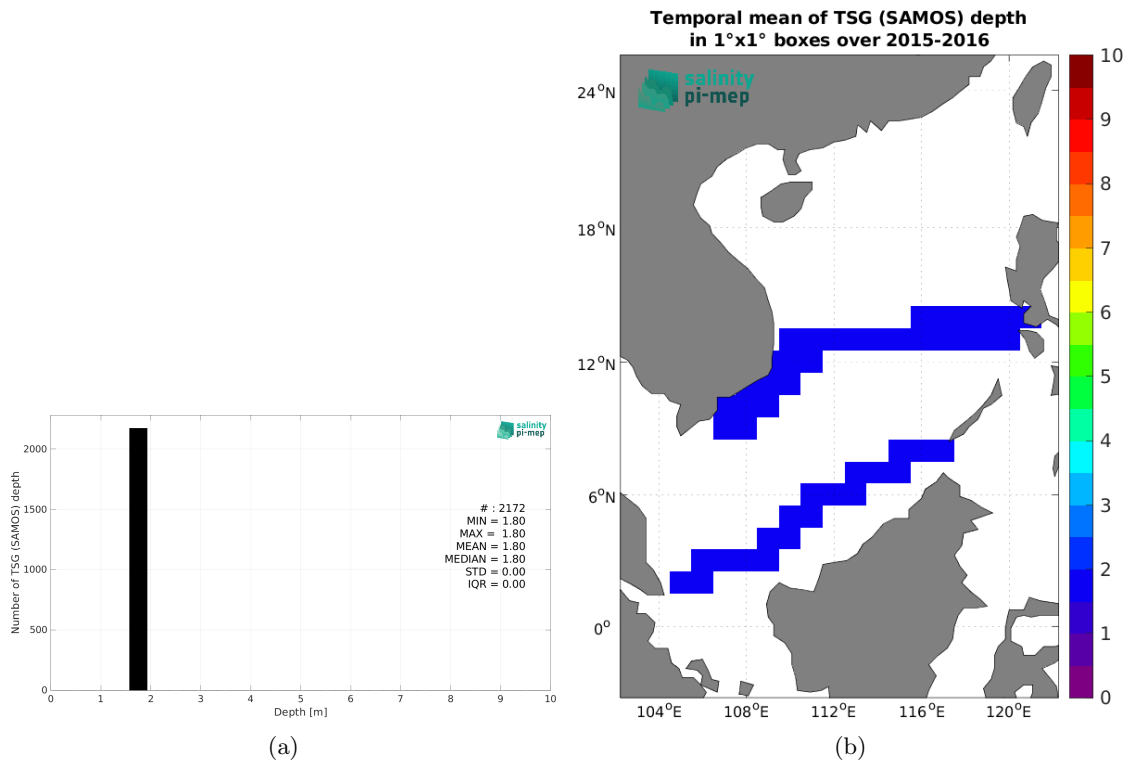 Temporal mean of TSG (SAMOS) depth
in 1°x1° boxes over 2015-2016
salinity
pi-mep
24°N
18°N
12°N
6°N
0°
104°E
108°E
112°E
116°E
120°E
10
9
8
7
6
5
4
3
2
1
0
(b)
salinity
pi-mep
Number of TSG (SAMOS) depth
2000
1500
1000
500
0
# : 2172
MIN = 1.80
MAX = 1.80
MEAN = 1.80
MEDIAN = 1.80
STD = 0.00
IQR = 0.00
0 1 2 3 4 5 6 7 8 9 10
Depth [m]
(a)